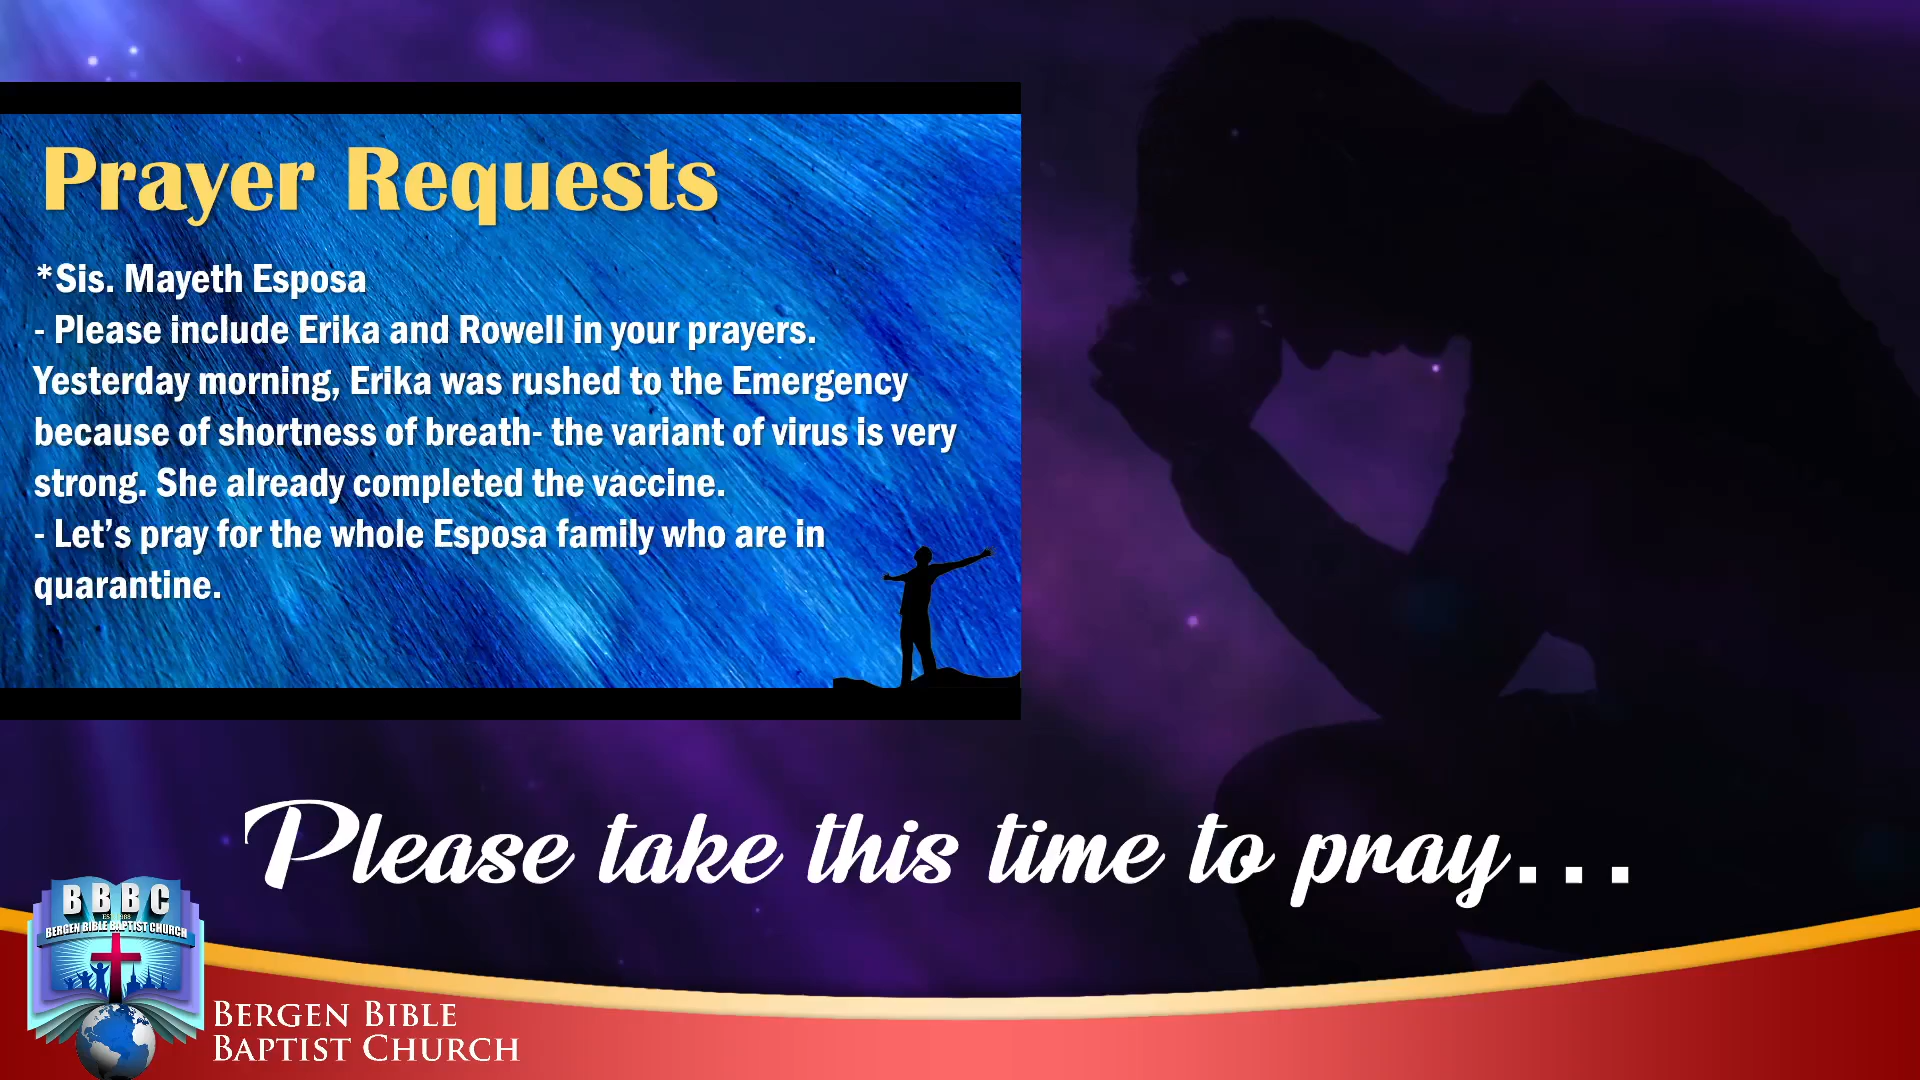 Prayer Requests
*Sis. Mayeth Esposa
- Please include Erika and Rowell in your prayers.
Yesterday morning, Erika was rushed to the Emergency
because of shortness of breath- the variant of virus is very
strong. She already completed the vaccine.
- Let’s pray for the whole Esposa family who are in
quarantine.
Please take this time to pray...
B B B C
BERGEN BIBLE BAPTIST CHURCH
BERGEN BIBLE
BAPTIST CHURCH